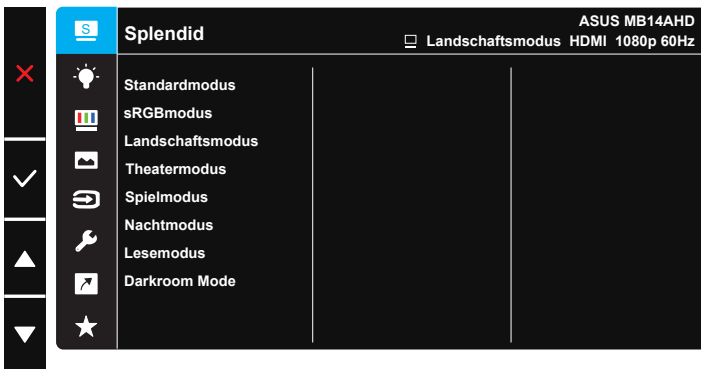 S
Splendid
ASUS MB14AHD
Landschaftsmodus HDMI 1080p 60Hz
Standardmodus
sRGBmodus
Landschaftsmodus
Theatermodus
Spielmodus
Nachtmodus
Lesemodus
Darkroom Mode